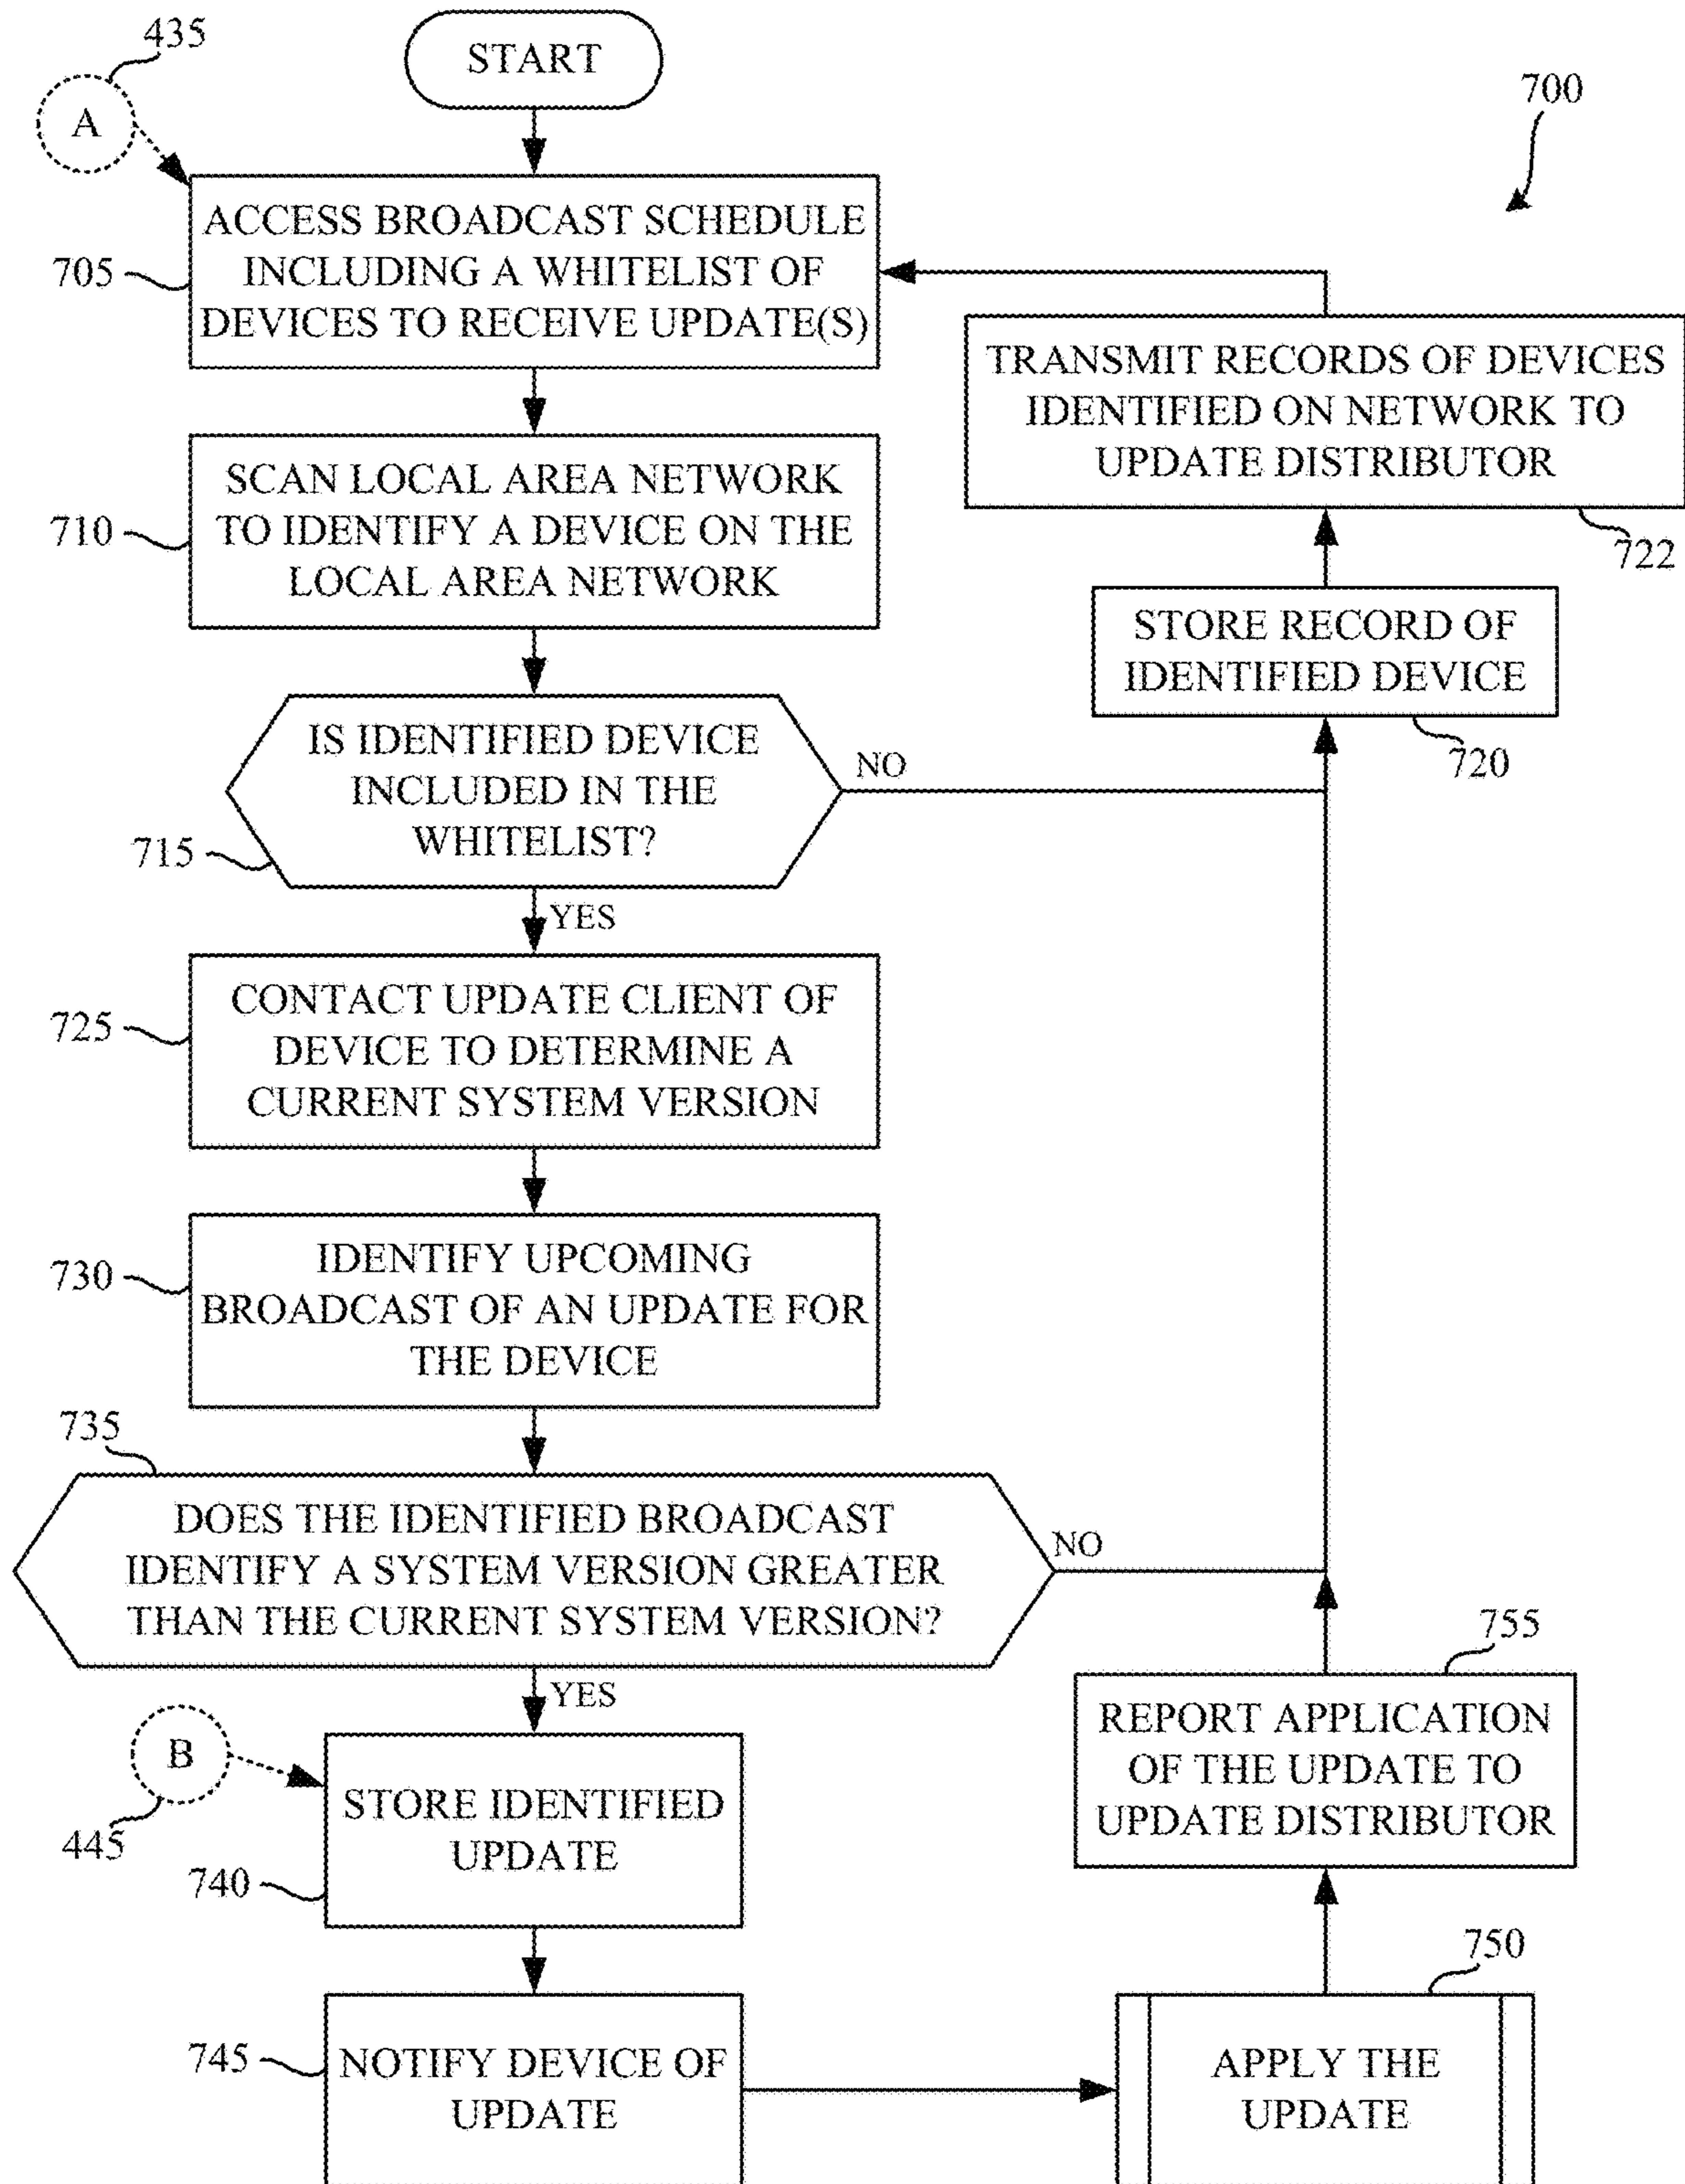 435
START
A
700
ACCESS BROADCAST SCHEDULE
INCLUDING A WHITELIST OF
DEVICES TO RECEIVE UPDATE(S)
705
TRANSMIT RECORDS OF DEVICES
IDENTIFIED ON NETWORK TO
UPDATE DISTRIBUTOR
722
SCAN LOCAL AREA NETWORK
TO IDENTIFY A DEVICE ON THE
LOCAL AREA NETWORK
710
STORE RECORD OF
IDENTIFIED DEVICE
720
IS IDENTIFIED DEVICE
INCLUDED IN THE
WHITELIST?
715
NO
YES
CONTACT UPDATE CLIENT OF
DEVICE TO DETERMINE A
CURRENT SYSTEM VERSION
725
IDENTIFY UPCOMING
BROADCAST OF AN UPDATE FOR
THE DEVICE
730
735
DOES THE IDENTIFIED BROADCAST
IDENTIFY A SYSTEM VERSION GREATER
THAN THE CURRENT SYSTEM VERSION?
NO
YES
B
445
STORE IDENTIFIED
UPDATE
740
755
REPORT APPLICATION
OF THE UPDATE TO
UPDATE DISTRIBUTOR
745
NOTIFY DEVICE OF
UPDATE
750
APPLY THE
UPDATE